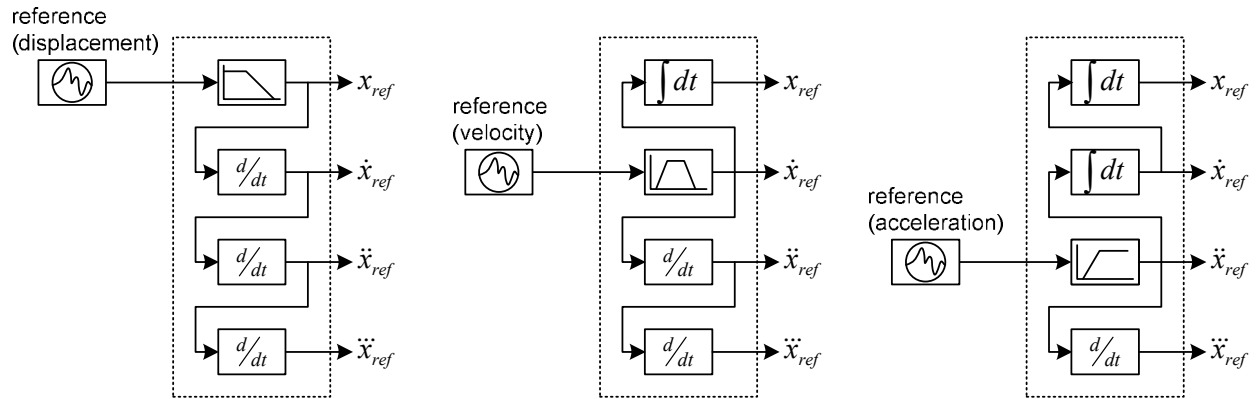 reference
(displacement)
x_ref
d/dt
ẋ_ref
d/dt
ẍ_ref
d/dt
x⃛_ref
reference
(velocity)
∫dt
x_ref
ẋ_ref
d/dt
ẍ_ref
d/dt
x⃛_ref
reference
(acceleration)
∫dt
x_ref
∫dt
ẋ_ref
ẍ_ref
d/dt
x⃛_ref